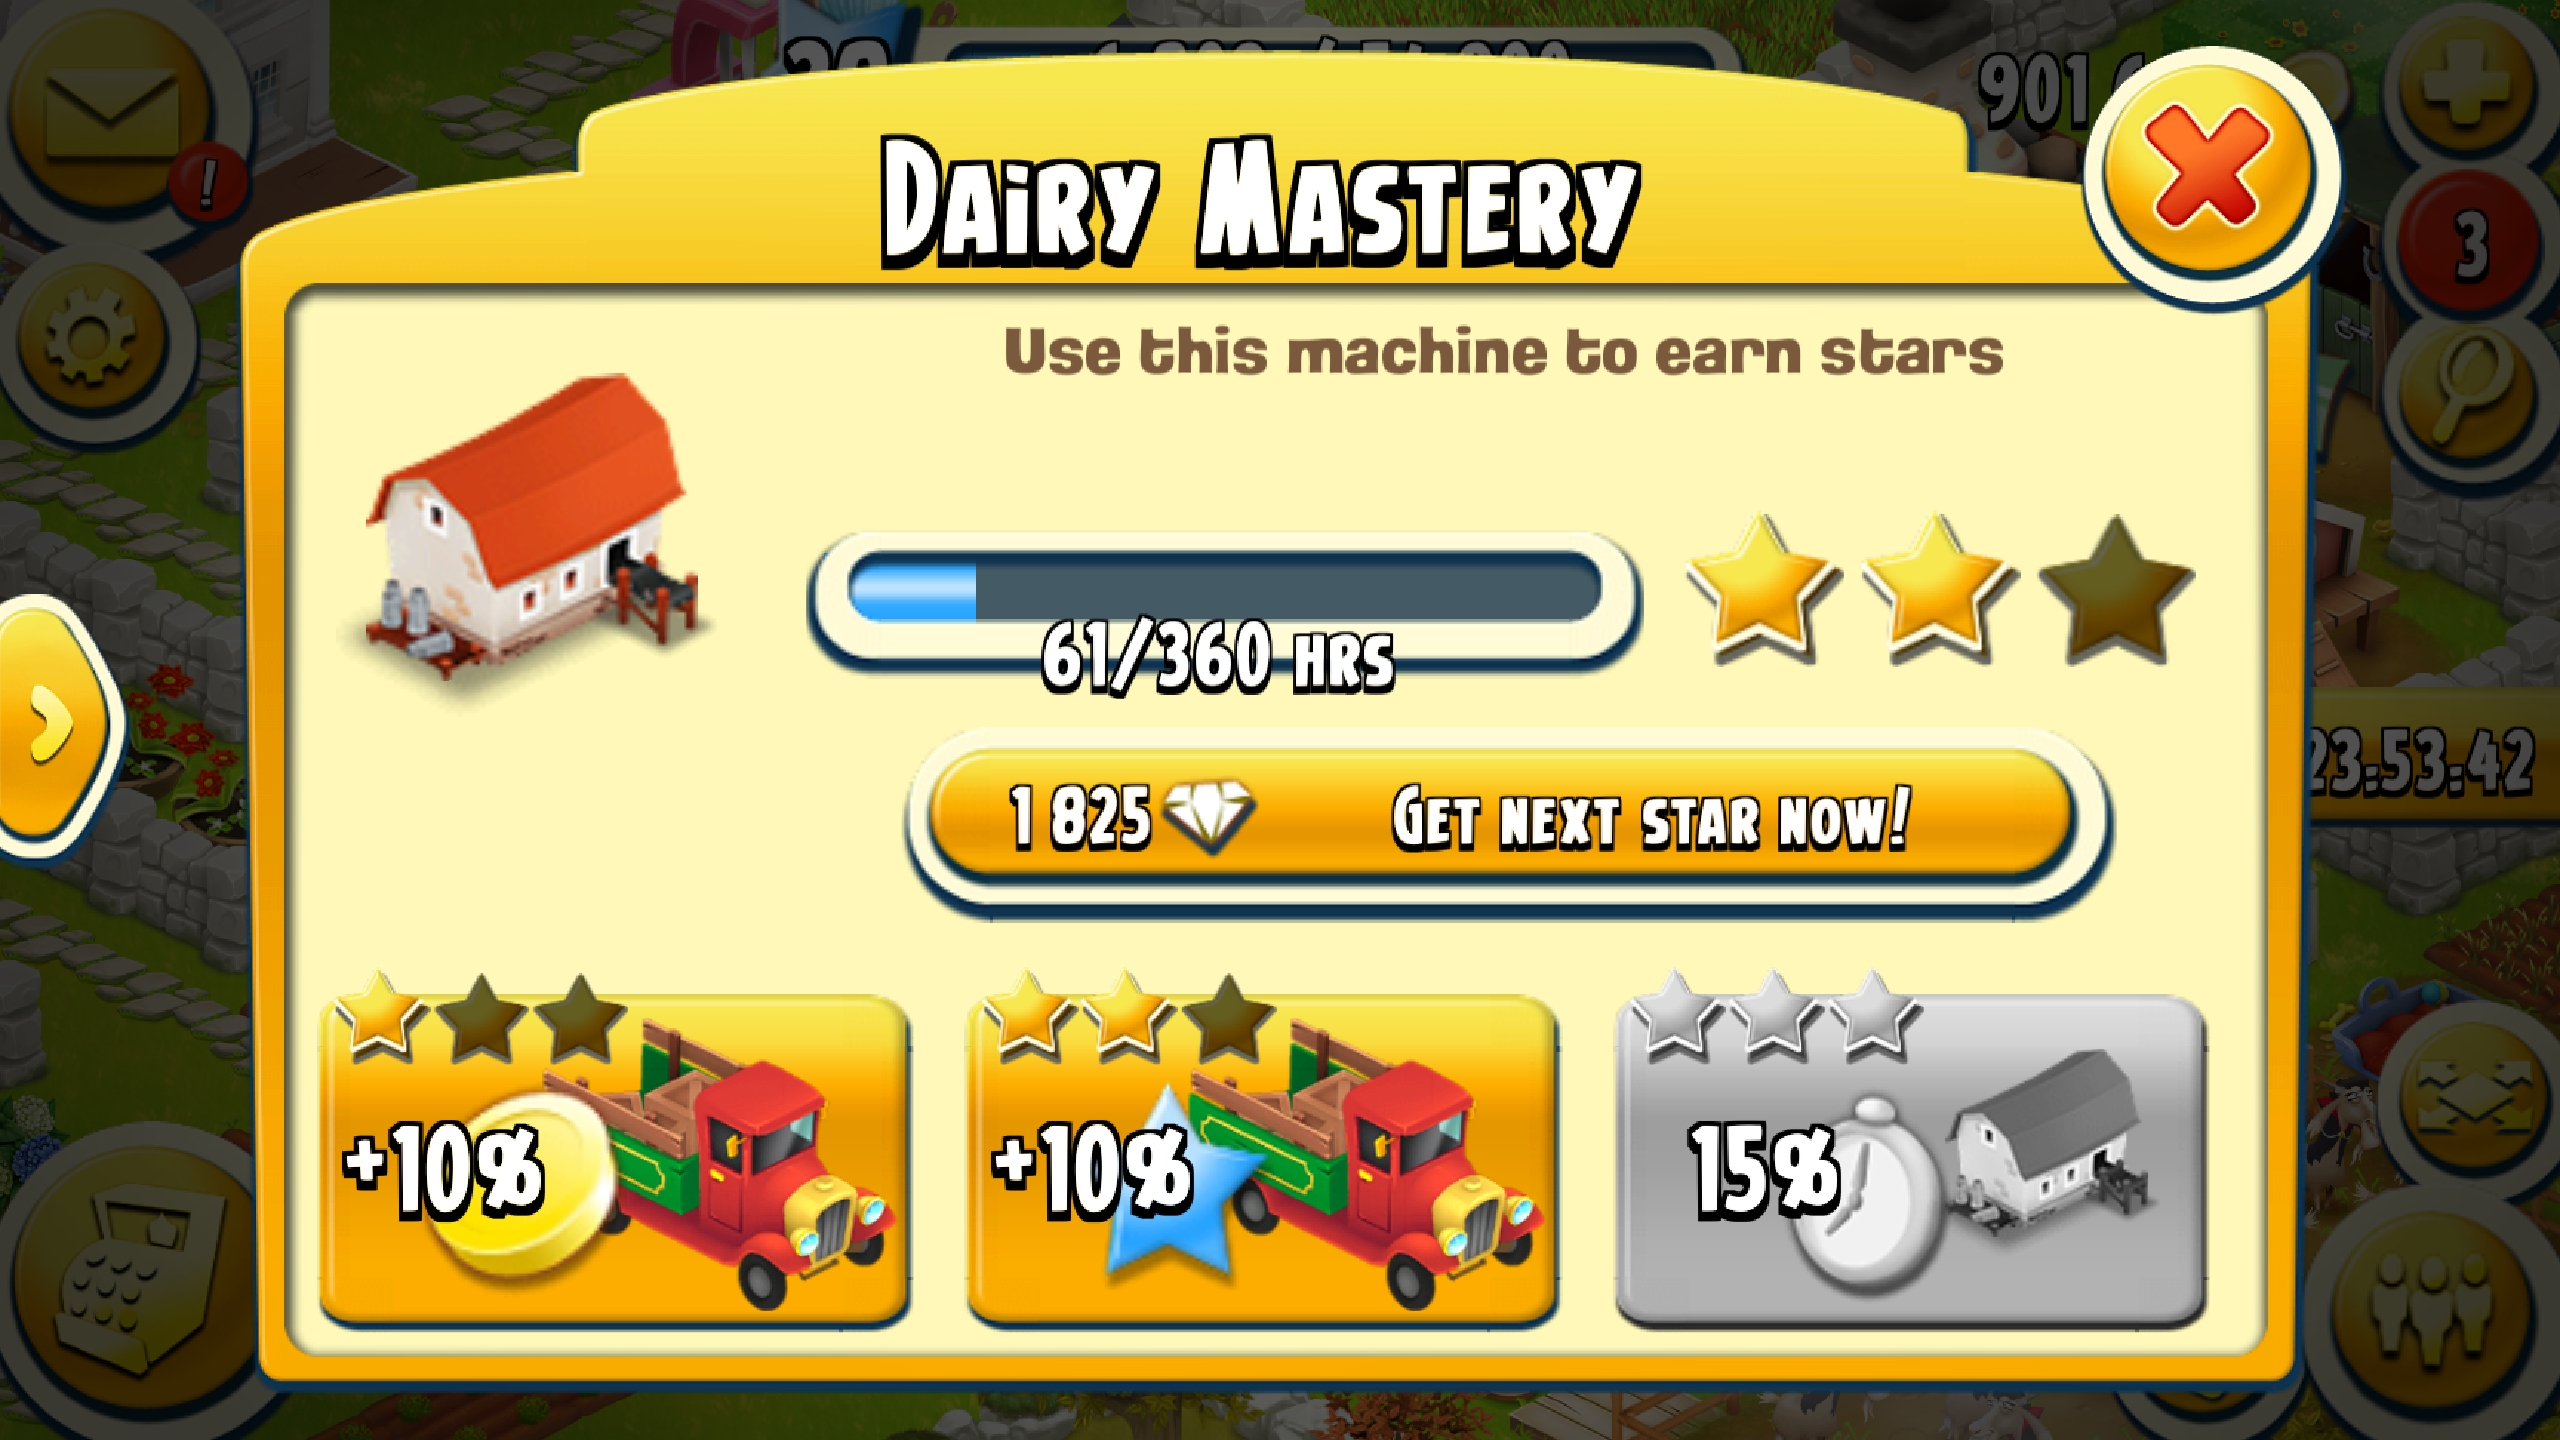 Dairy Mastery
!
3
Use this machine to earn stars
61/360 hrs
23:53:42
1 825 Get next star now!
+10%
+10%
15%